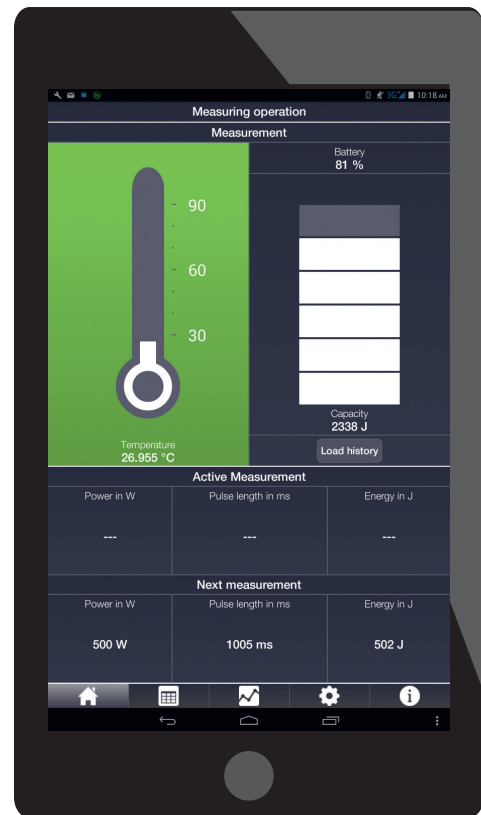 3G 10:18 AM
Measuring operation
Measurement
90
60
30
Temperature
26.955 °C
Battery
81 %
Capacity
2338 J
Load history
Active Measurement
Power in W Pulse length in ms Energy in J
--- --- ---
Next measurement
Power in W Pulse length in ms Energy in J
500 W 1005 ms 502 J